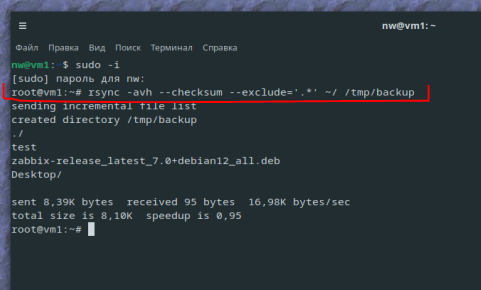 nw@vm1: ~
Файл Правка Вид Поиск Терминал Справка
nw@vm1:~$ sudo -i
[sudo] пароль для nw:
root@vm1:~# rsync -avh --checksum --exclude='.*' ~/ /tmp/backup
sending incremental file list
created directory /tmp/backup
./
test
zabbix-release_latest_7.0+debian12_all.deb
Desktop/
sent 8,39K bytes  received 95 bytes  16,98K bytes/sec
total size is 8,10K  speedup is 0,95
root@vm1:~#